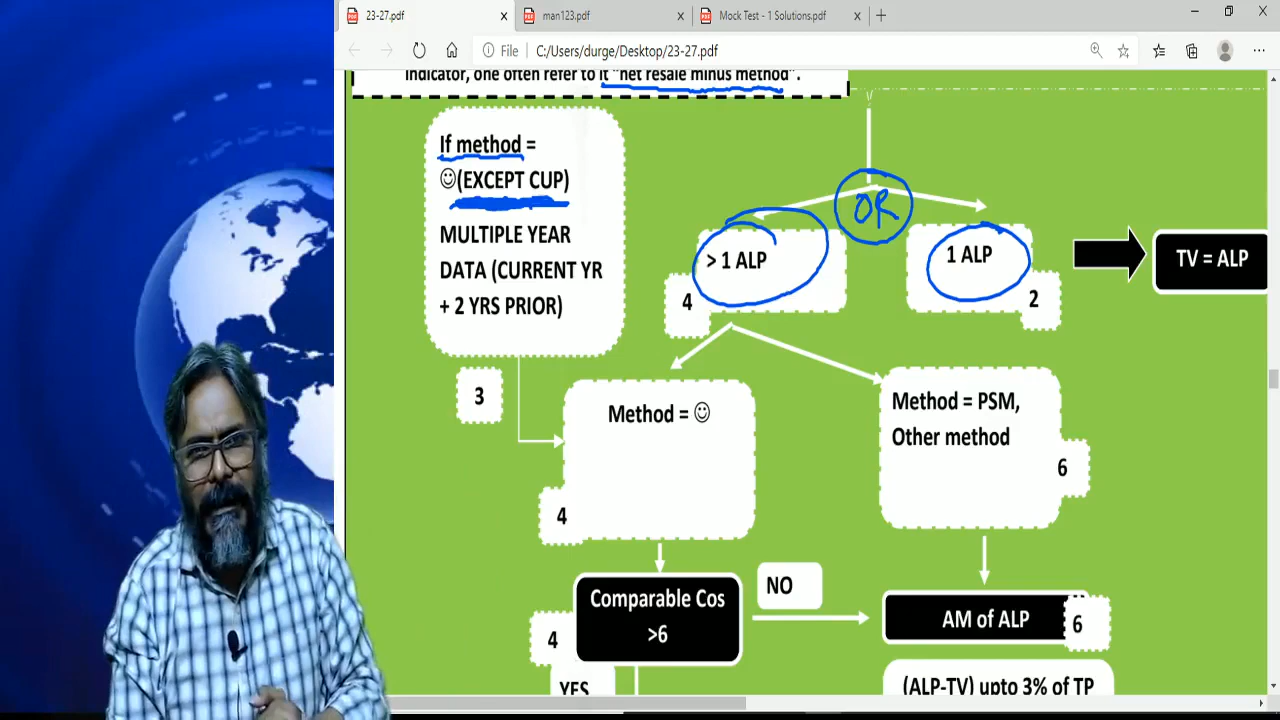 23-27.pdf
man123.pdf
Mock Test - 1 Solutions.pdf
File
C:/Users/durge/Desktop/23-27.pdf
indicator, one often refer to it "net resale minus method".
If method =
☺(EXCEPT CUP)
MULTIPLE YEAR
DATA (CURRENT YR
+ 2 YRS PRIOR)
3
OR
> 1 ALP
4
1 ALP
2
TV = ALP
Method = ☺
4
Method = PSM,
Other method
6
Comparable Cos
>6
4
YES
NO
AM of ALP
6
(ALP-TV) upto 3% of TP